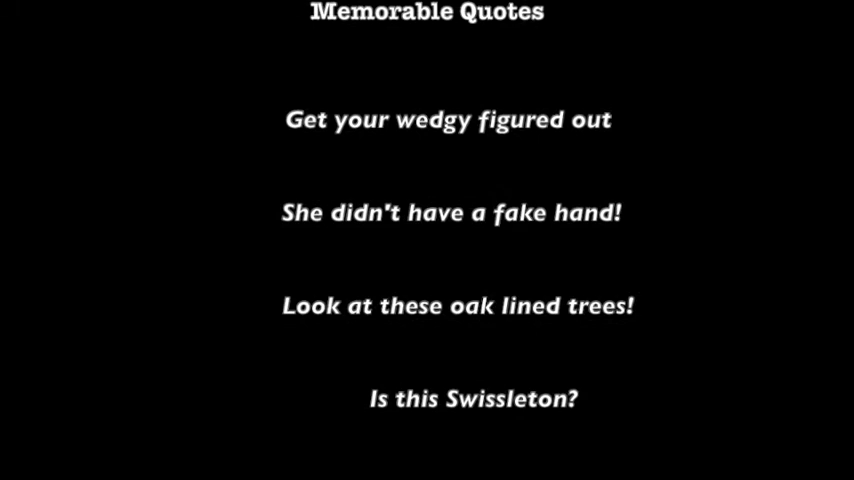 Memorable Quotes
Get your wedgy figured out
She didn't have a fake hand!
Look at these oak lined trees!
Is this Swissleton?